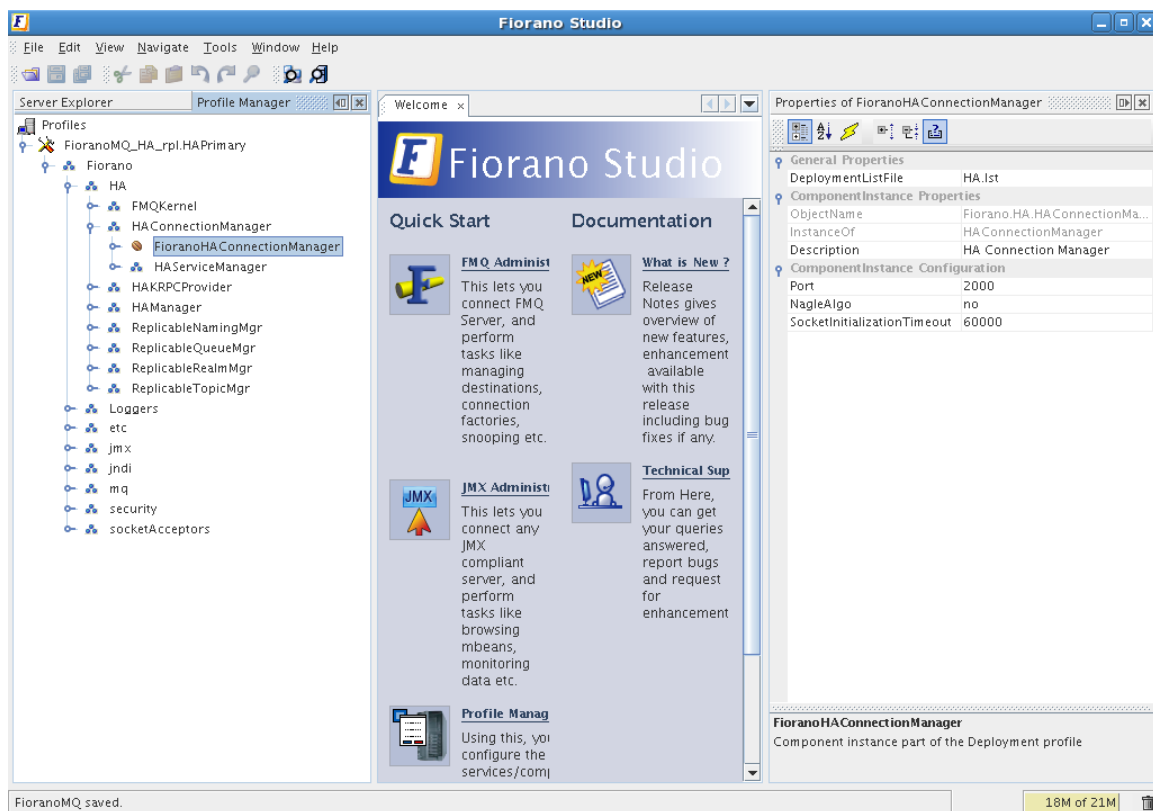 Fiorano Studio
File Edit View Navigate Tools Window Help
Server Explorer
Profile Manager
Profiles
FioranoMQ_HA_rpl.HAPrimary
Fiorano
HA
FMQKernel
HAConnectionManager
FioranoHAConnectionManager
HAServiceManager
HAKRPCProvider
HAManager
ReplicableNamingMgr
ReplicableQueueMgr
ReplicableRealmMgr
ReplicableTopicMgr
Loggers
etc
jmx
jndi
mq
security
socketAcceptors
Welcome
F Fiorano Studio
Quick Start
FMQ Administ
This lets you
connect FMQ
Server, and
perform
tasks like
managing
destinations,
connection
factories,
snooping etc.
JMX
JMX Administ
This lets you
connect any
JMX
compliant
server, and
perform
tasks like
browsing
mbeans,
monitoring
data etc.
Profile Manag
Using this, you
configure the
services/comp
Documentation
NEW
What is New ?
Release
Notes gives
overview of
new features,
enhancement
available
with this
release
including bug
fixes if any.
Technical Sup
From Here,
you can get
your queries
answered,
report bugs
and request
for
enhancement
Properties of FioranoHAConnectionManager
General Properties
DeploymentListFile HA.lst
ComponentInstance Properties
ObjectName Fiorano.HA.HAConnectionMa...
InstanceOf HAConnectionManager
Description HA Connection Manager
ComponentInstance Configuration
Port 2000
NagleAlgo no
SocketInitializationTimeout 60000
FioranoHAConnectionManager
Component instance part of the Deployment profile
FioranoMQ saved.
18M of 21M